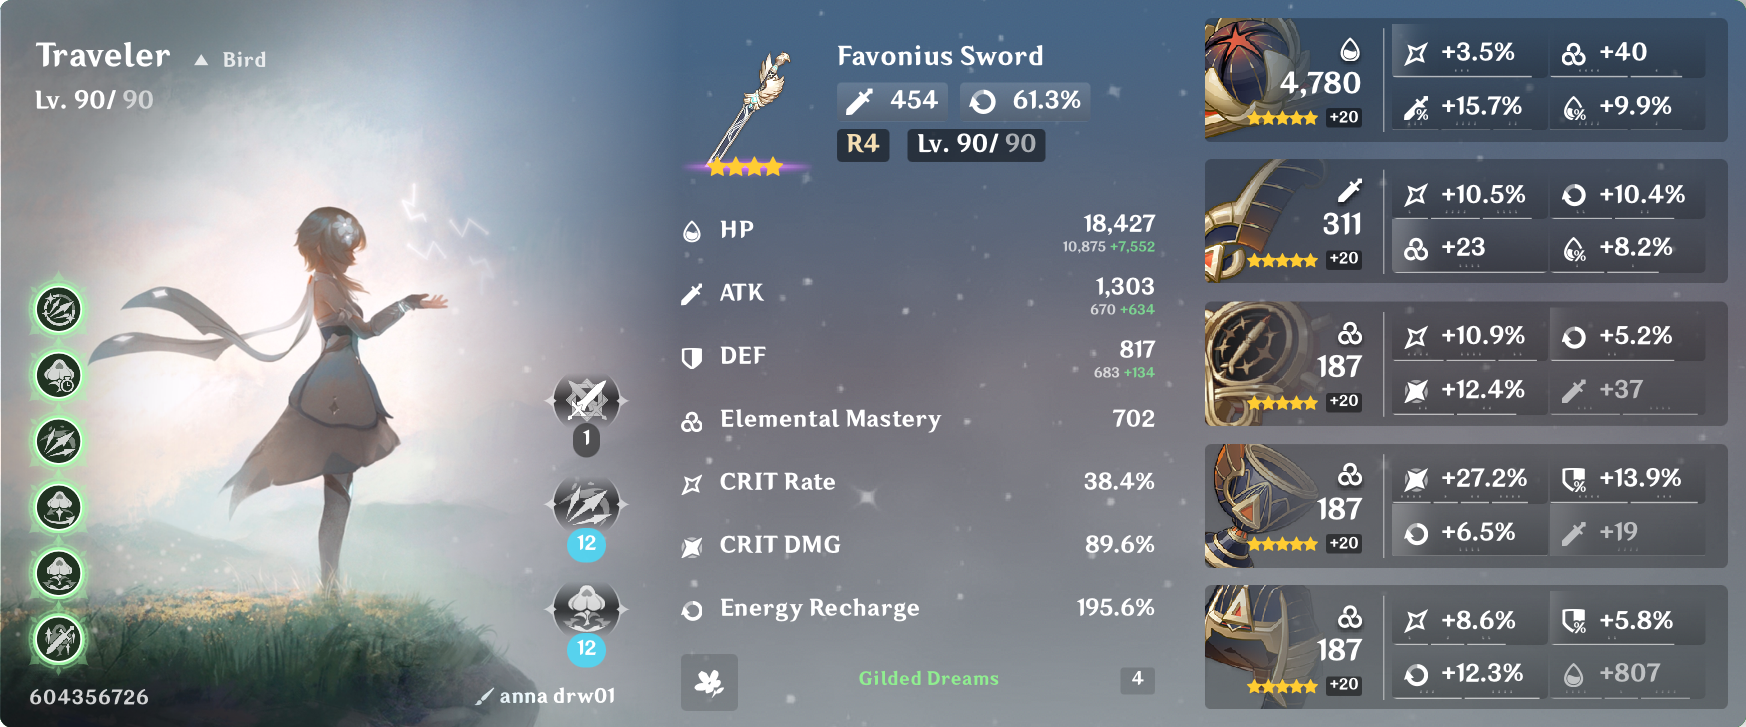 Traveler Bird
Lv. 90/ 90
1
12
12
604356726
anna drw01
Favonius Sword
454 61.3%
R4 Lv. 90/ 90
HP 18,427
10,875 +7,552
ATK 1,303
670 +634
DEF 817
683 +134
Elemental Mastery 702
CRIT Rate 38.4%
CRIT DMG 89.6%
Energy Recharge 195.6%
Gilded Dreams 4
4,780
+20
+3.5% +40
% +15.7% % +9.9%
311
+20
+10.5% +10.4%
+23 % +8.2%
187
+20
+10.9% +5.2%
+12.4% +37
187
+20
+27.2% % +13.9%
+6.5% +19
187
+20
+8.6% % +5.8%
+12.3% +807